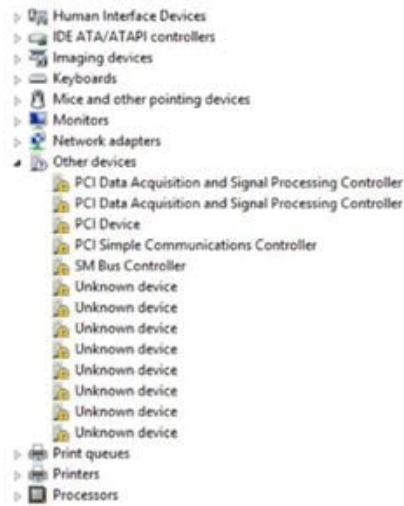 Human Interface Devices
IDE ATA/ATAPI controllers
Imaging devices
Keyboards
Mice and other pointing devices
Monitors
Network adapters
Other devices
PCI Data Acquisition and Signal Processing Controller
PCI Data Acquisition and Signal Processing Controller
PCI Device
PCI Simple Communications Controller
SM Bus Controller
Unknown device
Unknown device
Unknown device
Unknown device
Unknown device
Unknown device
Unknown device
Unknown device
Print queues
Printers
Processors